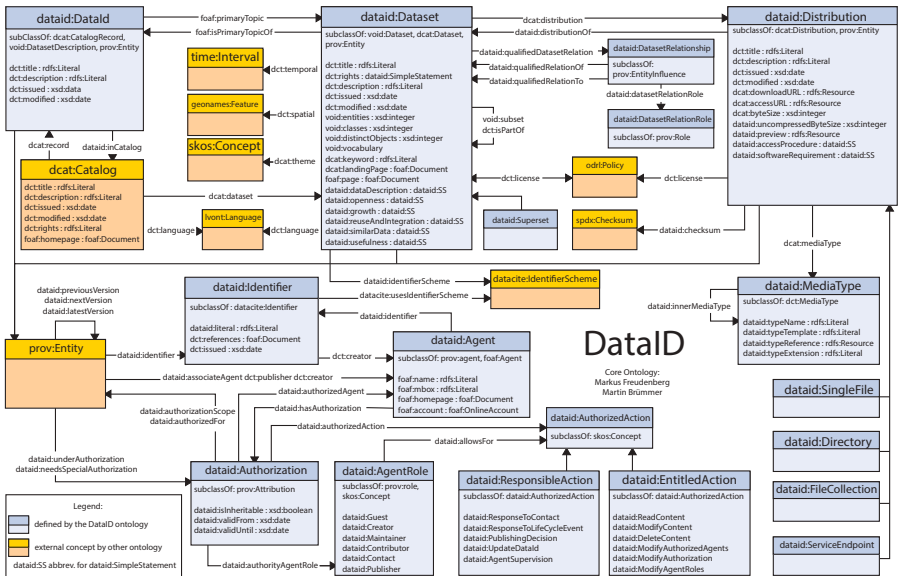 dataid:DataId
subClassOf: dcat:CatalogRecord,
void:DatasetDescription, prov:Entity
dct:title : rdfs:Literal
dct:description : rdfs:Literal
dct:issued : xsd:data
dct:modified : xsd:date
foaf:primaryTopic
foaf:isPrimaryTopicOf
dataid:Dataset
subclassOf: void:Dataset, dcat:Dataset,
prov:Entity
dct:title : rdfs:Literal
dct:rights : dataid:SimpleStatement
dct:description : rdfs:Literal
dct:issued : xsd:date
dct:modified : xsd:date
void:entities : xsd:integer
void:classes : xsd:integer
void:distinctObjects : xsd:integer
void:vocabulary
dcat:keyword : rdfs:Literal
dcat:landingPage : foaf:Document
foaf:page : foaf:Document
dataid:dataDescription : dataid:SS
dataid:openness : dataid:SS
dataid:growth : dataid:SS
dataid:reuseAndIntegration : dataid:SS
dataid:similarData : dataid:SS
dataid:usefulness : dataid:SS
dcat:distribution
dataid:distributionOf
dataid:qualifiedDatasetRelation
dataid:qualifiedRelationOf
dataid:qualifiedRelationTo
dataid:DatasetRelationship
subclassOf:
prov:EntityInfluence
dataid:datasetRelationRole
dataid:DatasetRelationRole
subclassOf: prov:Role
dataid:Distribution
subclassOf: dcat:Distribution, prov:Entity
dct:title : rdfs:Literal
dct:description : rdfs:Literal
dct:issued : xsd:date
dct:modified : xsd:date
dcat:downloadURL : rdfs:Resource
dcat:accessURL : rdfs:Resource
dcat:byteSize : xsd:integer
dataid:uncompressedByteSize : xsd:integer
dataid:preview : rdfs:Resource
dataid:accessProcedure : dataid:SS
dataid:softwareRequirement : dataid:SS
time:Interval
dct:temporal
geonames:Feature
dct:spatial
skos:Concept
dcat:theme
void:subset
dct:isPartOf
dcat:record
dataid:inCatalog
dcat:Catalog
dct:title : rdfs:Literal
dct:description : rdfs:Literal
dct:issued : xsd:date
dct:modified : xsd:date
dct:rights : rdfs:Literal
foaf:homepage : foaf:Document
dcat:dataset
lvont:Language
dct:language
dct:language
dct:license
odrl:Policy
dct:license
dataid:Superset
spdx:Checksum
dataid:checksum
dcat:mediaType
dataid:identifierScheme
datacite:usesIdentifierScheme
datacite:IdentifierScheme
dataid:Identifier
subclassOf: datacite:Identifier
dataid:literal : rdfs:Literal
dct:references : foaf:Document
dct:issued : xsd:date
dataid:previousVersion
dataid:nextVersion
dataid:latestVersion
prov:Entity
dataid:identifier
dataid:identifier
dct:creator
dataid:associateAgent dct:publisher dct:creator
dataid:Agent
subclassOf: prov:agent, foaf:Agent
foaf:name : rdfs:Literal
foaf:mbox : rdfs:Literal
foaf:homepage : foaf:Document
foaf:account : foaf:OnlineAccount
DataID
Core Ontology:
Markus Freudenberg
Martin Brümmer
dataid:MediaType
subclassOf: dct:MediaType
dataid:typeName : rdfs:Literal
dataid:typeTemplate : rdfs:Literal
dataid:typeReference : rdfs:Resource
dataid:typeExtension : rdfs:Literal
dataid:innerMediaType
dataid:authorizedAgent
dataid:authorizationScope
dataid:authorizedFor
dataid:hasAuthorization
dataid:authorizedAction
dataid:allowsFor
dataid:AuthorizedAction
subclassOf: skos:Concept
dataid:underAuthorization
dataid:needsSpecialAuthorization
dataid:Authorization
subclassOf: prov:Attribution
dataid:isInheritable : xsd:boolean
dataid:validFrom : xsd:date
dataid:validUntil : xsd:date
dataid:authorityAgentRole
dataid:AgentRole
subclassOf: prov:role,
skos:Concept
dataid:Guest
dataid:Creator
dataid:Maintainer
dataid:Contributor
dataid:Contact
dataid:Publisher
dataid:ResponsibleAction
subclassOf: dataid:AuthorizedAction
dataid:ResponseToContact
dataid:ResponseToLifeCycleEvent
dataid:PublishingDecision
dataid:UpdateDataId
dataid:AgentSupervision
dataid:EntitledAction
subclassOf: dataid:AuthorizedAction
dataid:ReadContent
dataid:ModifyContent
dataid:DeleteContent
dataid:ModifyAuthorizedAgents
dataid:ModifyAuthorization
dataid:ModifyAgentRoles
dataid:SingleFile
dataid:Directory
dataid:FileCollection
dataid:ServiceEndpoint
Legend:
defined by the DataID ontology
external concept by other ontology
dataid:SS abbrev. for dataid:SimpleStatement